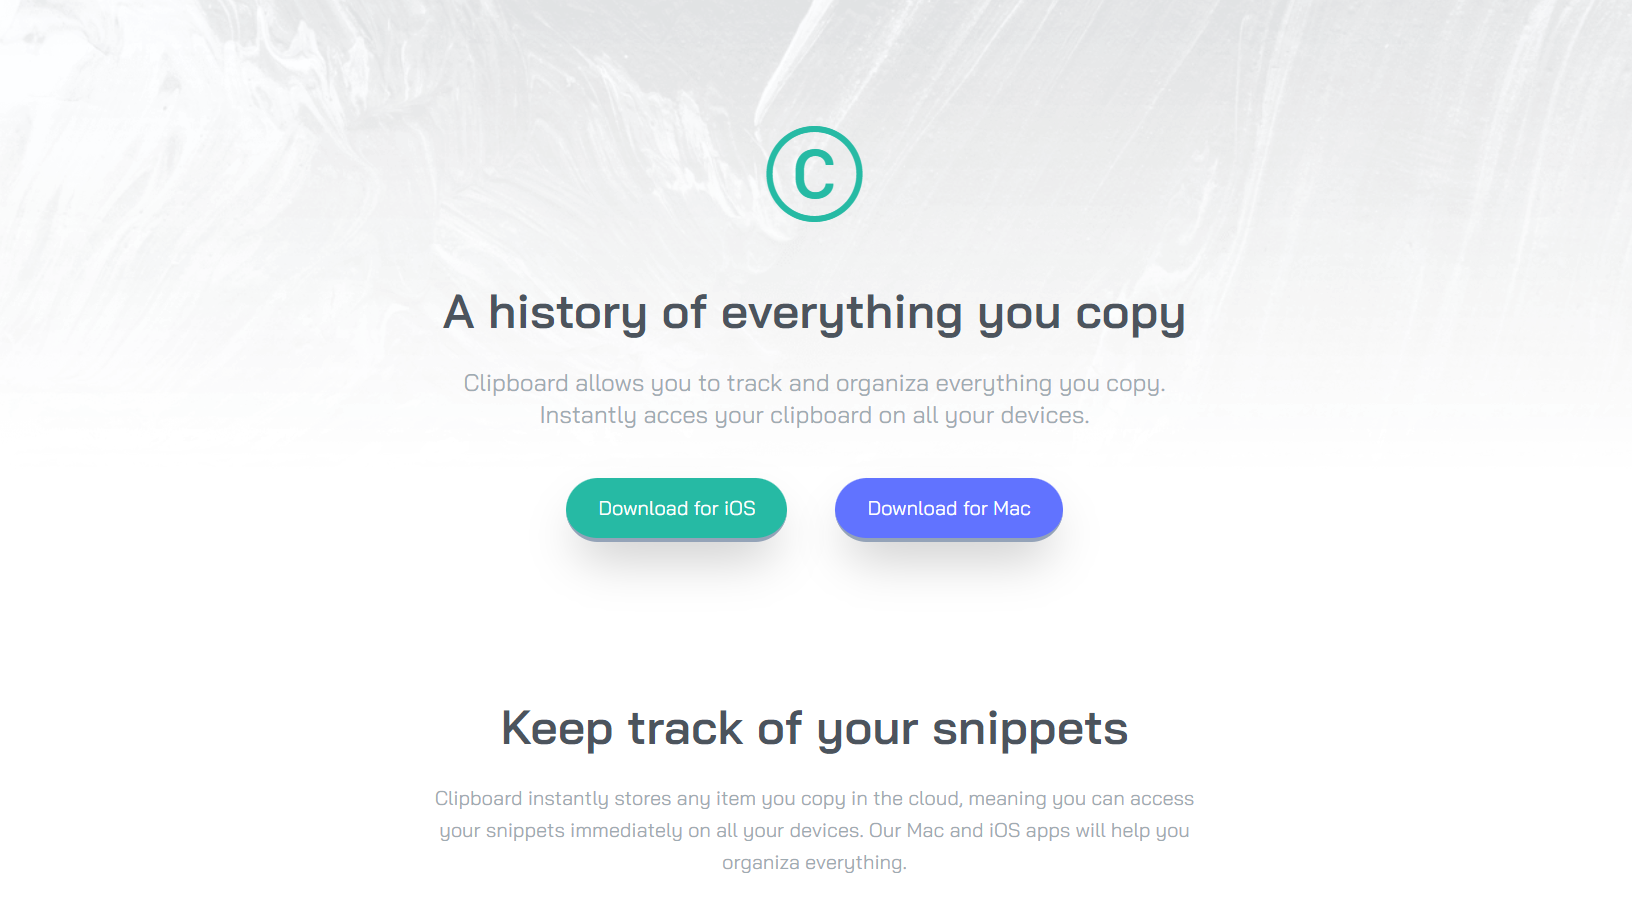 C
A history of everything you copy
Clipboard allows you to track and organiza everything you copy.
Instantly acces your clipboard on all your devices.
Download for iOS
Download for Mac
Keep track of your snippets
Clipboard instantly stores any item you copy in the cloud, meaning you can access
your snippets immediately on all your devices. Our Mac and iOS apps will help you
organiza everything.